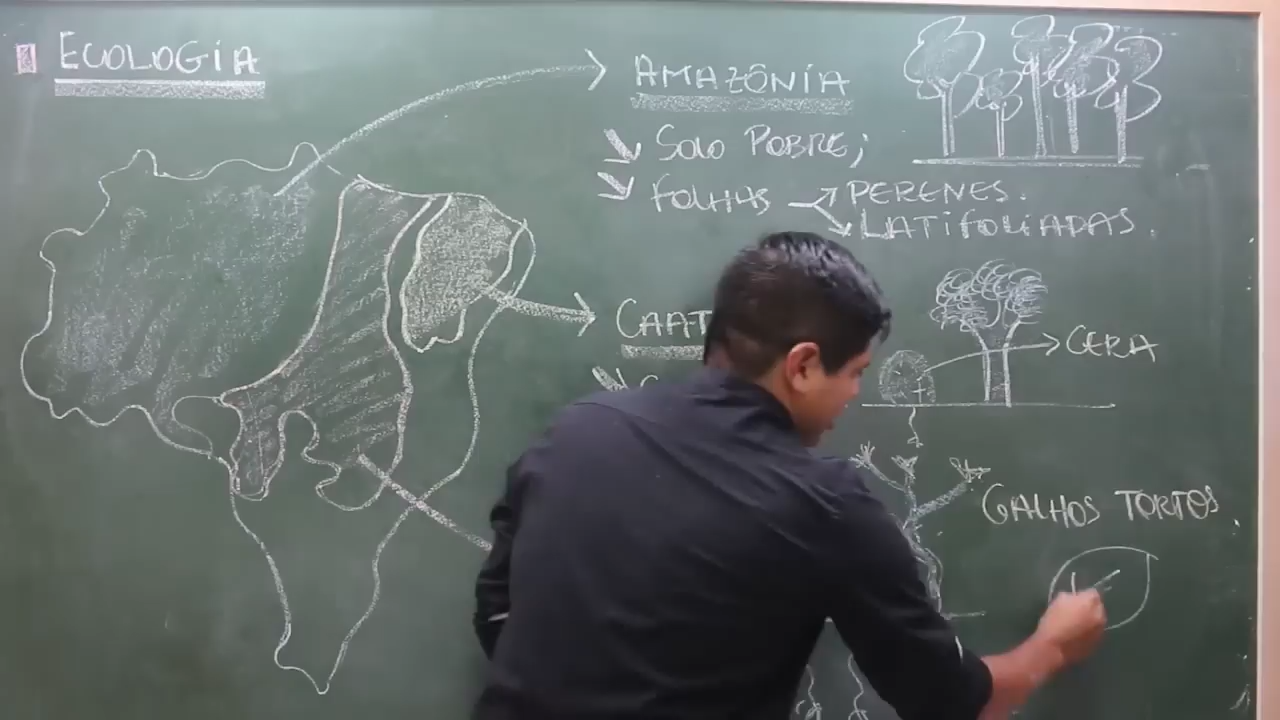 ECOLOGIA
AMAZÔNIA
SOLO POBRE;
FOLHAS PERENES.
LATIFOLIADAS.
CAAT
CERA
GALHOS TORTOS.